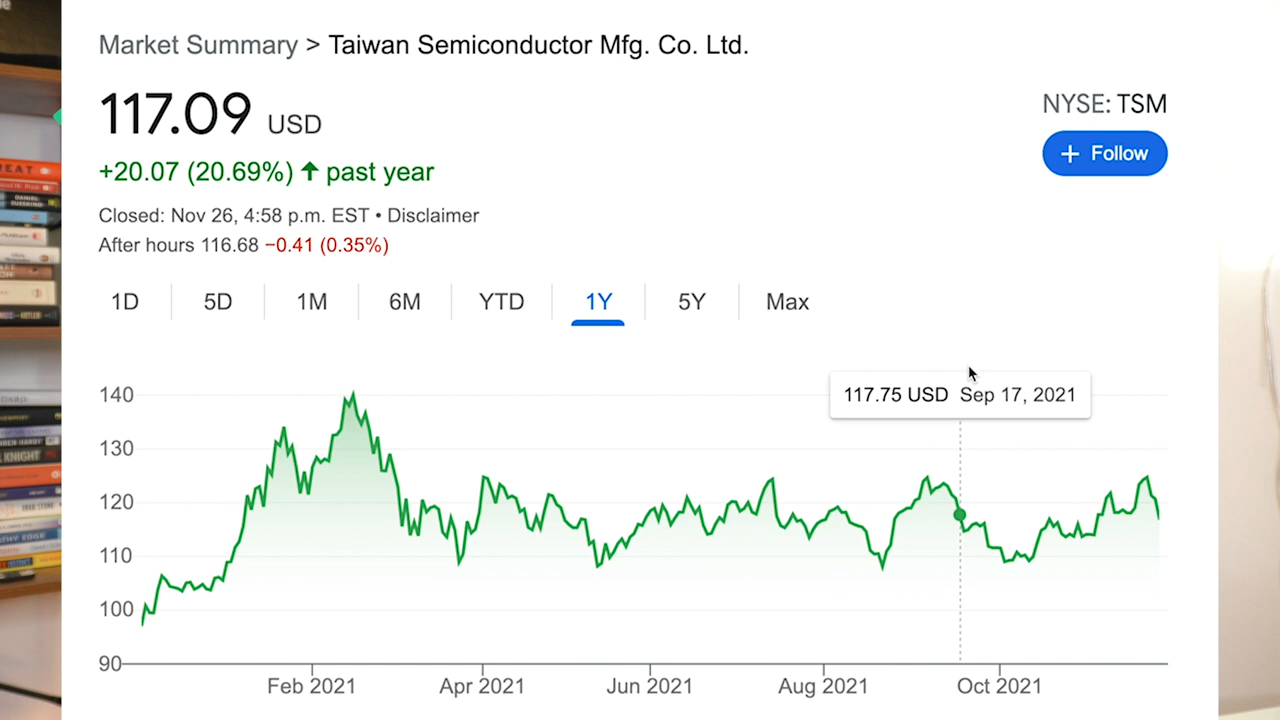 Market Summary > Taiwan Semiconductor Mfg. Co. Ltd.
117.09 USD
NYSE: TSM
+ Follow
+20.07 (20.69%) ↑ past year
Closed: Nov 26, 4:58 p.m. EST • Disclaimer
After hours 116.68 −0.41 (0.35%)
1D 5D 1M 6M YTD 1Y 5Y Max
117.75 USD Sep 17, 2021
140
130
120
110
100
90
Feb 2021 Apr 2021 Jun 2021 Aug 2021 Oct 2021
DANIEL
KOTLER
KNIGHT